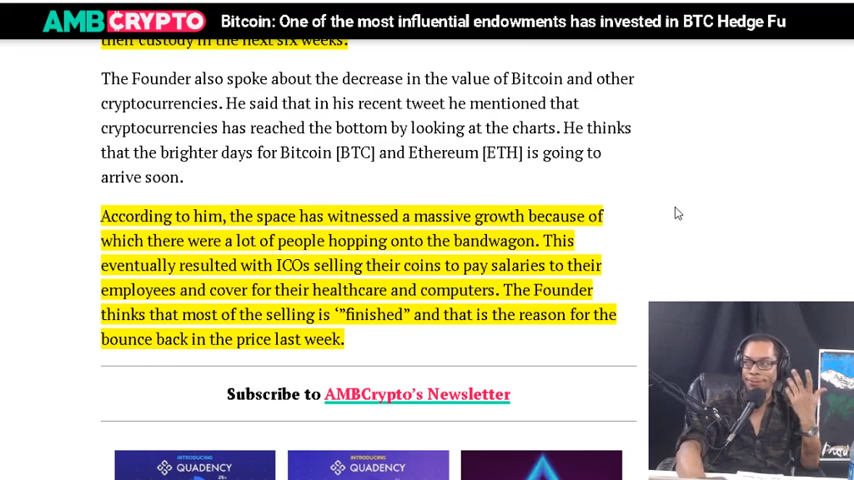 AMBCRYPTO Bitcoin: One of the most influential endowments has invested in BTC Hedge Fu
their custody in the next six weeks.
The Founder also spoke about the decrease in the value of Bitcoin and other
cryptocurrencies. He said that in his recent tweet he mentioned that
cryptocurrencies has reached the bottom by looking at the charts. He thinks
that the brighter days for Bitcoin [BTC] and Ethereum [ETH] is going to
arrive soon.
According to him, the space has witnessed a massive growth because of
which there were a lot of people hopping onto the bandwagon. This
eventually resulted with ICOs selling their coins to pay salaries to their
employees and cover for their healthcare and computers. The Founder
thinks that most of the selling is ‘”finished” and that is the reason for the
bounce back in the price last week.
Subscribe to AMBCrypto’s Newsletter
INTRODUCING INTRODUCING
QUADENCY QUADENCY